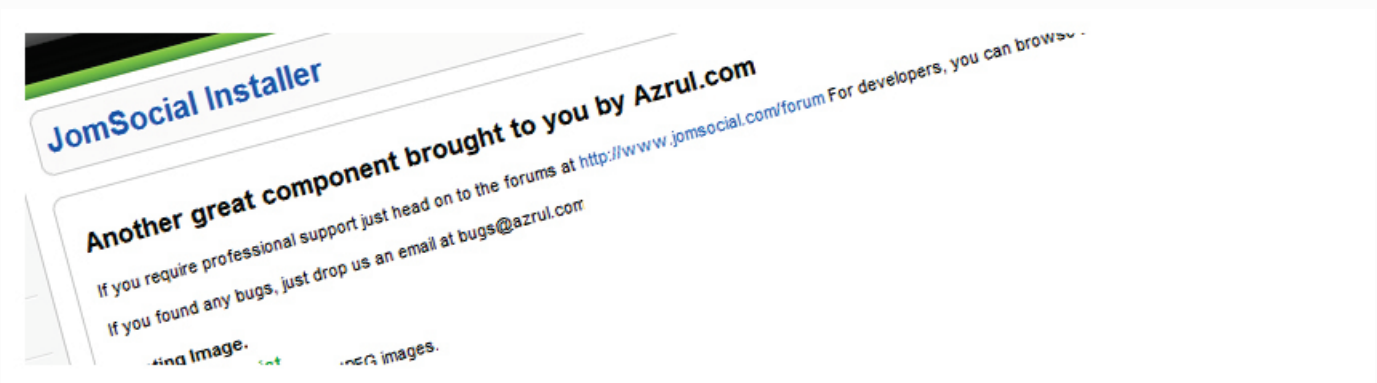 JomSocial Installer
Another great component brought to you by Azrul.com
If you require professional support just head on to the forums at http://www.jomsocial.com/forum For developers, you can browse
If you found any bugs, just drop us an email at bugs@azrul.com
Image.
images.